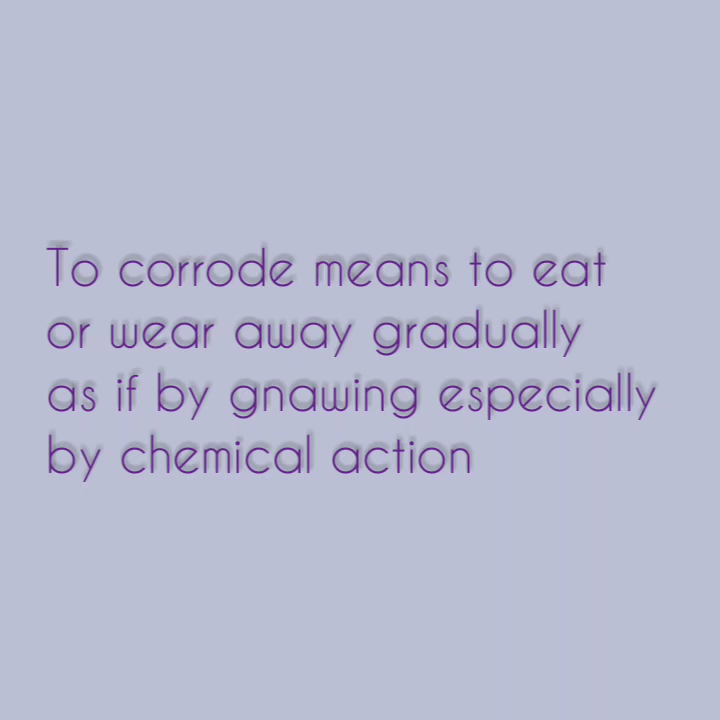 To corrode means to eat
or wear away gradually
as if by gnawing especially
by chemical action